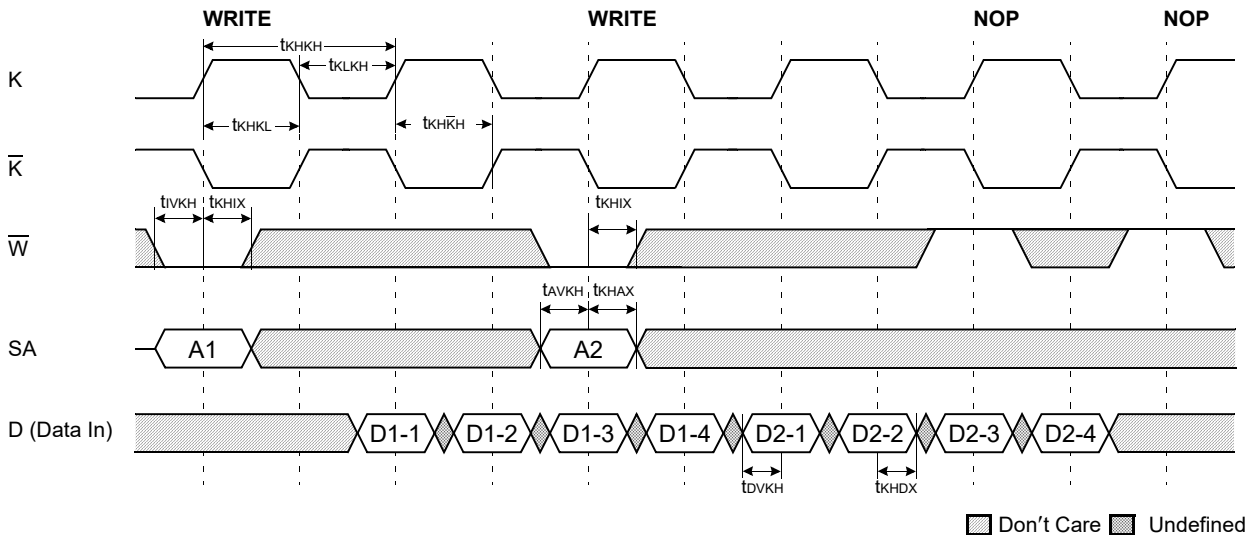 WRITE WRITE NOP NOP
tKHKH
tKLKH
K
tKHKL tKHK̅H
K̅
tIVKH tKHIX tKHIX
W̅
tAVKH tKHAX
SA A1 A2
D (Data In) D1-1 D1-2 D1-3 D1-4 D2-1 D2-2 D2-3 D2-4
tDVKH tKHDX
Don't Care Undefined